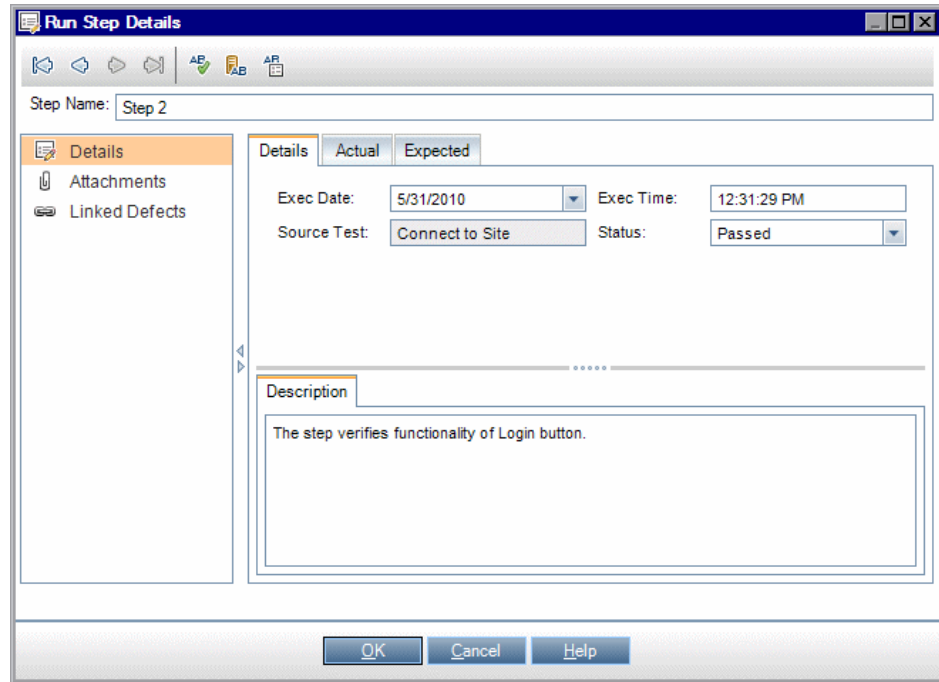 Run Step Details
Step Name: Step 2
Details
Attachments
Linked Defects
Details Actual Expected
Exec Date: 5/31/2010 Exec Time: 12:31:29 PM
Source Test: Connect to Site Status: Passed
Description
The step verifies functionality of Login button.
OK Cancel Help